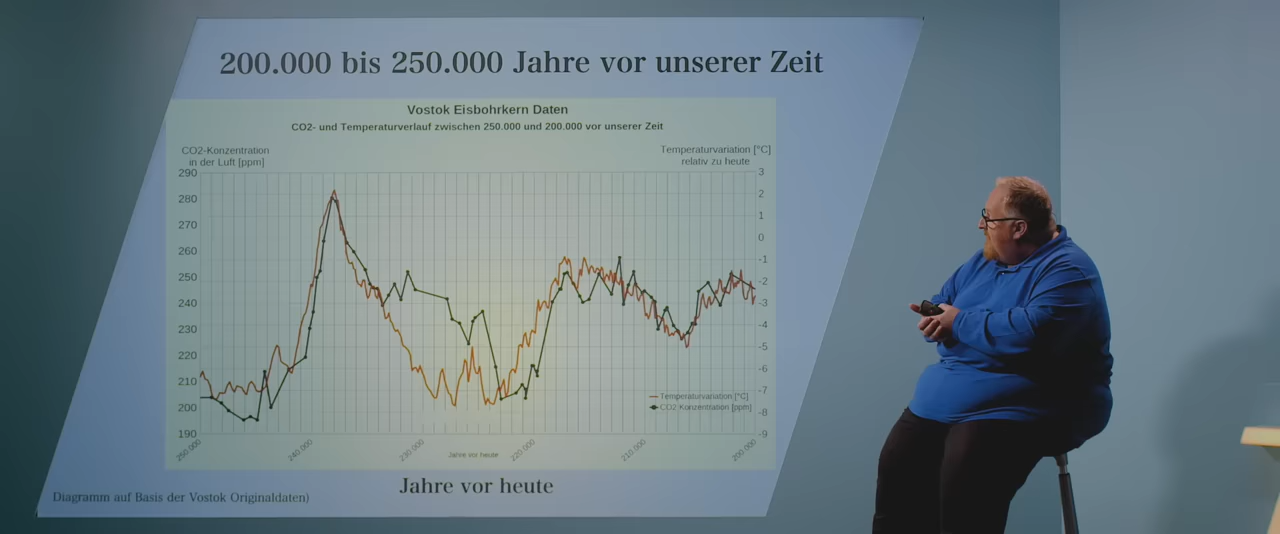 200.000 bis 250.000 Jahre vor unserer Zeit
Vostok Eisbohrkern Daten
CO2- und Temperaturverlauf zwischen 250.000 und 200.000 vor unserer Zeit
CO2-Konzentration
in der Luft [ppm]
Temperaturvariation [°C]
relativ zu heute
290
280
270
260
250
240
230
220
210
200
190
3
2
1
0
-1
-2
-3
-4
-5
-6
-7
-8
-9
Temperaturvariation [°C]
CO2 Konzentration [ppm]
250.000
240.000
230.000
220.000
210.000
200.000
Jahre vor heute
Jahre vor heute
Diagramm auf Basis der Vostok Originaldaten)